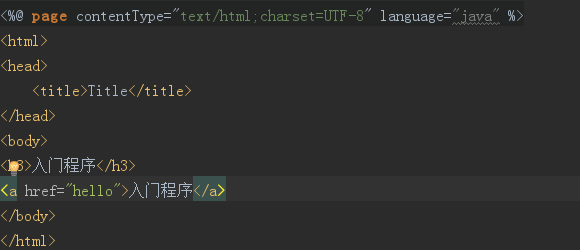 <%@ page contentType="text/html;charset=UTF-8" language="java" %>
<html>
<head>
    <title>Title</title>
</head>
<body>
<h3>入门程序</h3>
<a href="hello">入门程序</a>
</body>
</html>